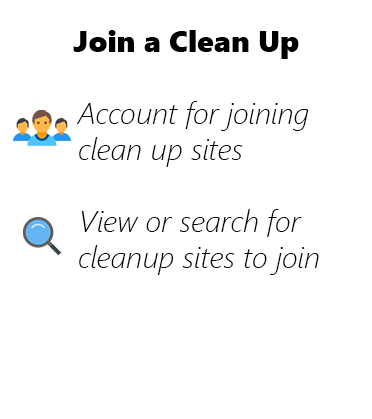 Join a Clean Up
Account for joining
clean up sites
View or search for
cleanup sites to join